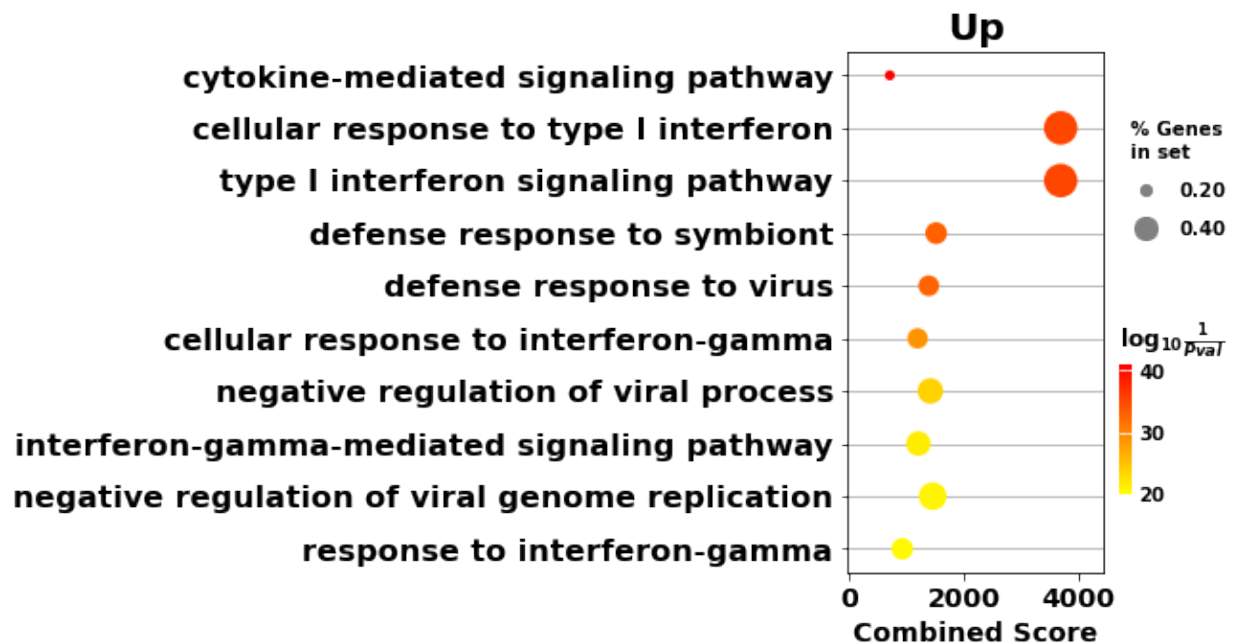 Up
cytokine-mediated signaling pathway
cellular response to type I interferon
type I interferon signaling pathway
defense response to symbiont
defense response to virus
cellular response to interferon-gamma
negative regulation of viral process
interferon-gamma-mediated signaling pathway
negative regulation of viral genome replication
response to interferon-gamma
0 2000 4000
Combined Score
% Genes
in set
0.20
0.40
log₁₀ 1/Pval
40
30
20